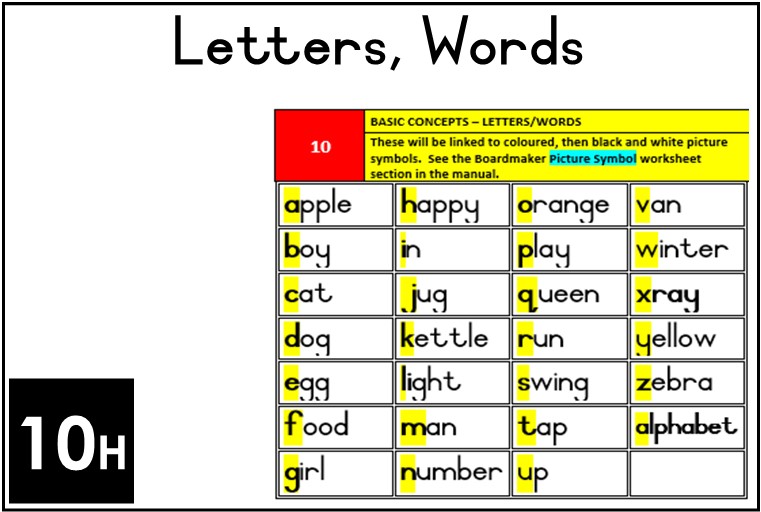 Letters, Words
10
BASIC CONCEPTS – LETTERS/WORDS
These will be linked to coloured, then black and white picture
symbols. See the Boardmaker Picture Symbol worksheet
section in the manual.
apple happy orange van
boy in play winter
cat jug queen xray
dog kettle run yellow
egg light swing zebra
food man tap alphabet
girl number up
10H